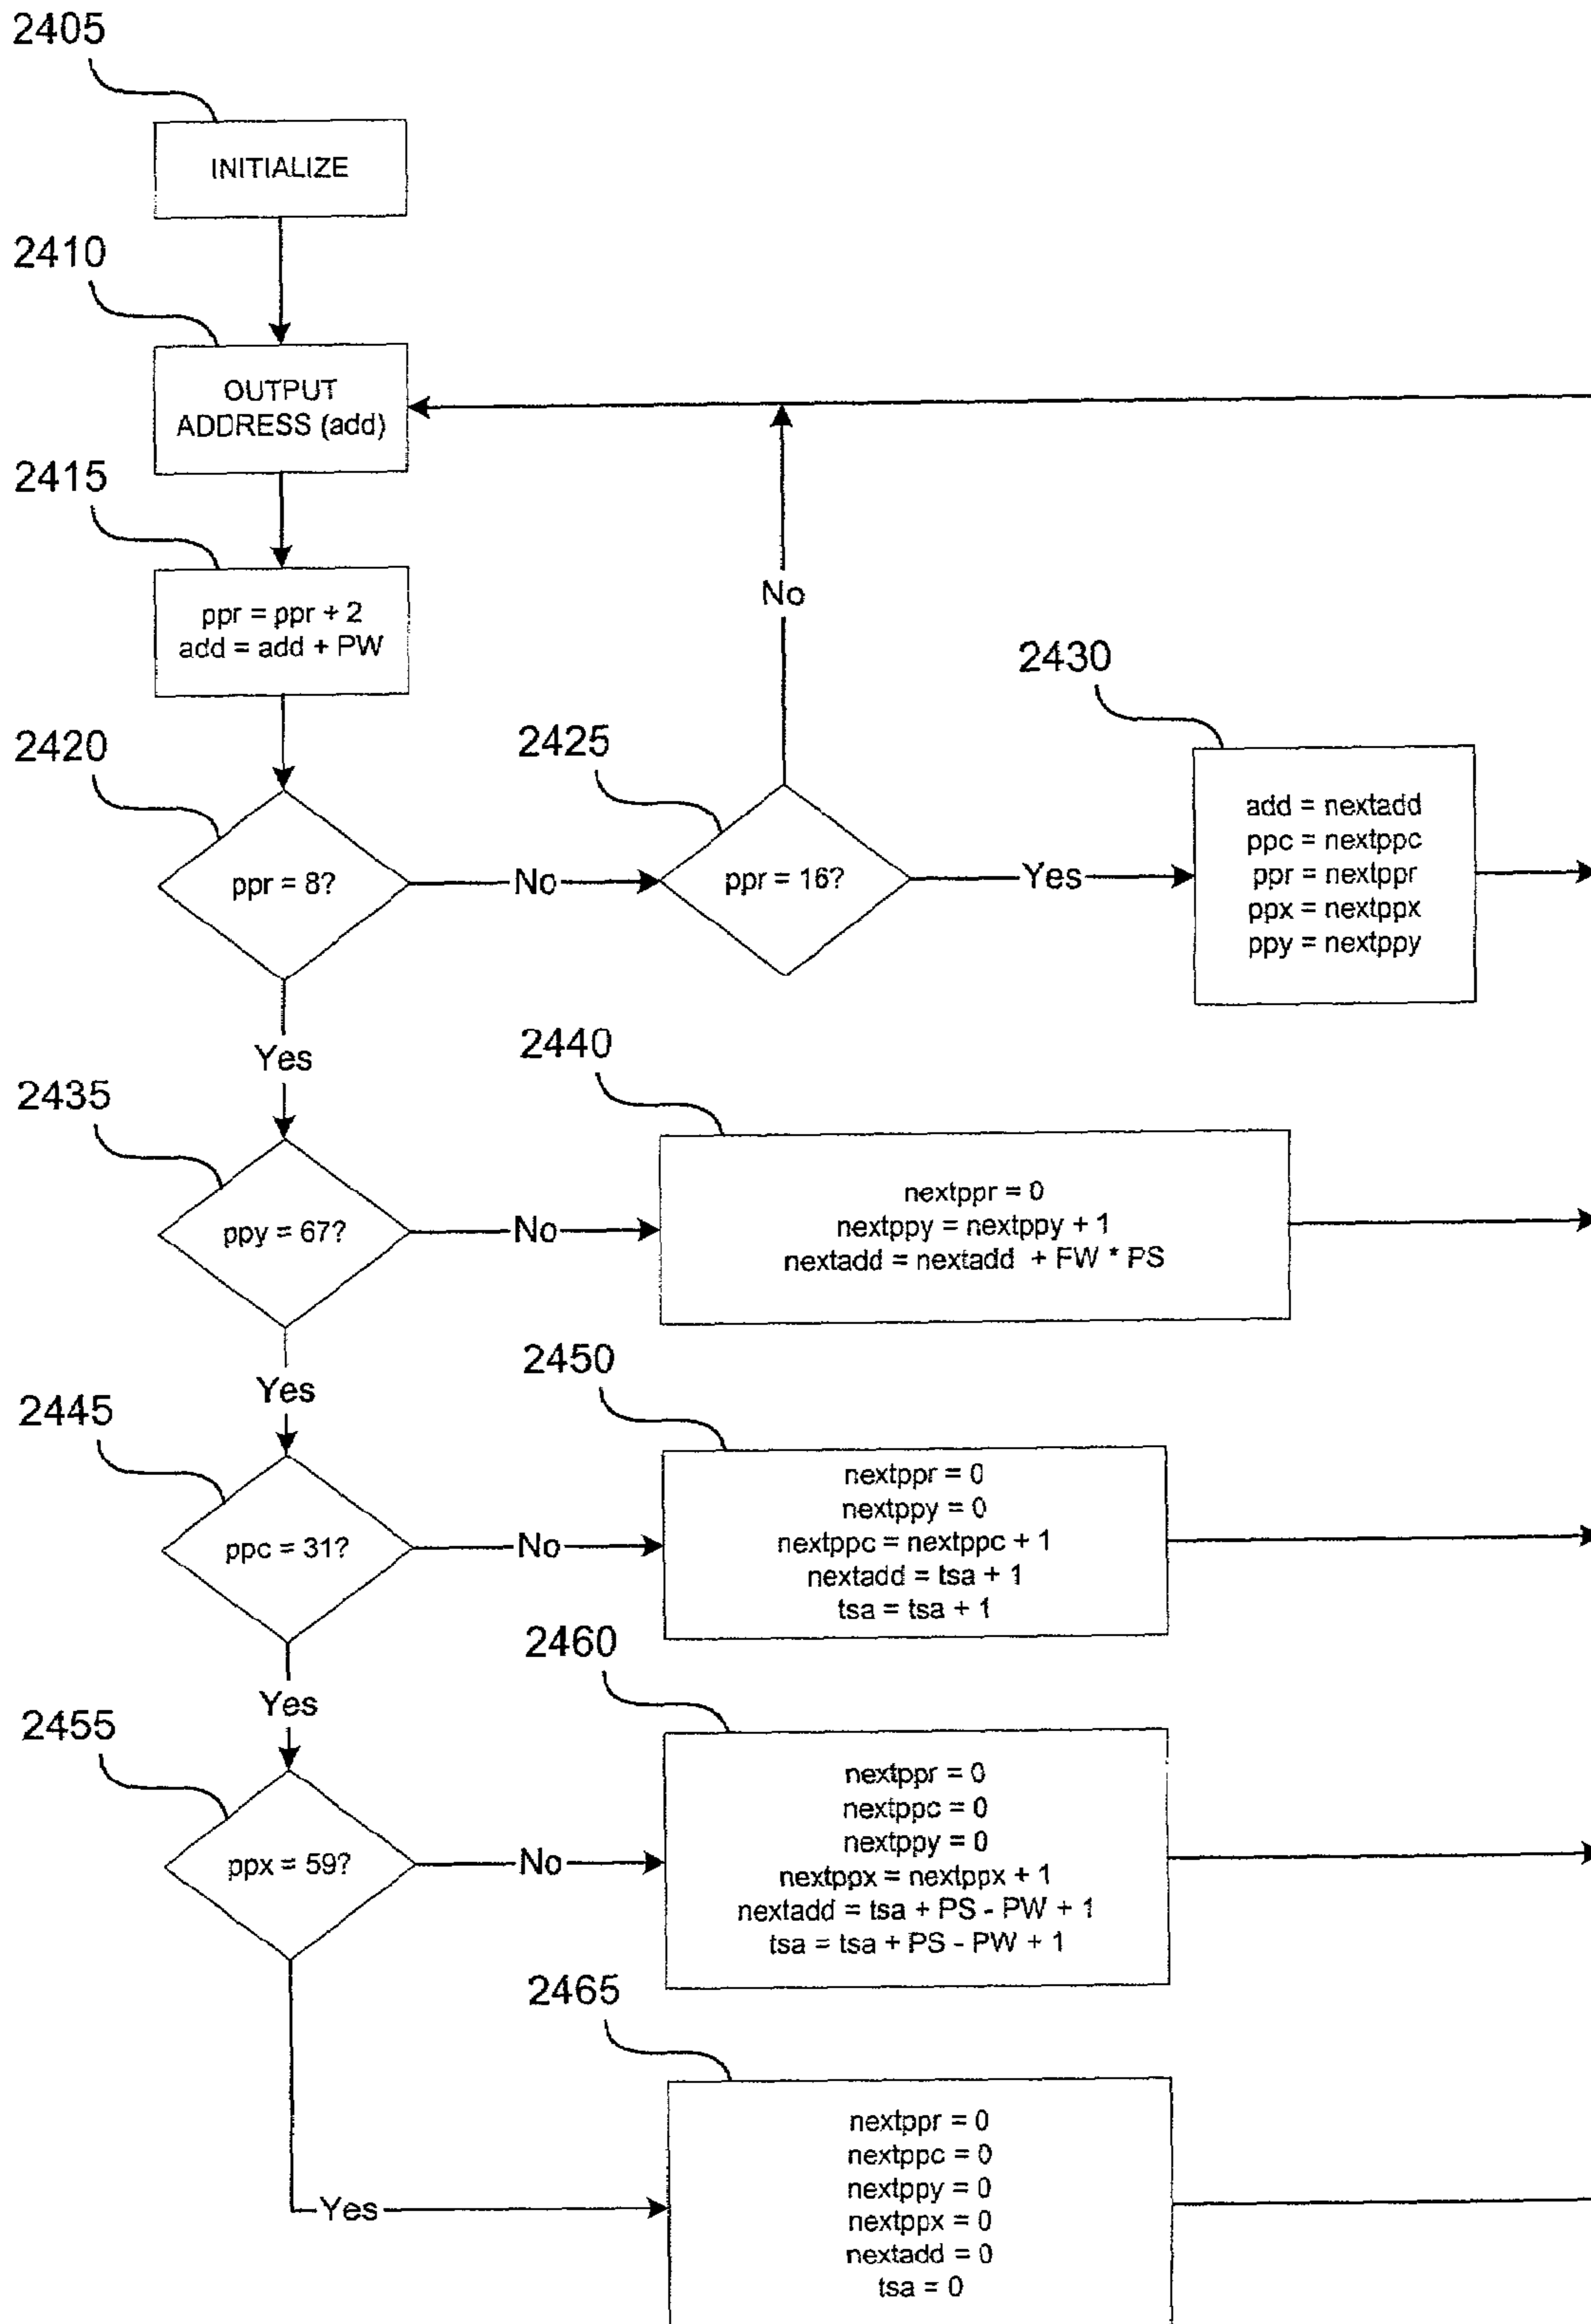 2405
INITIALIZE
2410
OUTPUT
ADDRESS (add)
2415
ppr = ppr + 2
add = add + PW
No
2430
2420
2425
ppr = 8?
No
ppr = 16?
Yes
add = nextadd
ppc = nextppc
ppr = nextppr
ppx = nextppx
ppy = nextppy
Yes
2435
2440
ppy = 67?
No
nextppr = 0
nextppy = nextppy + 1
nextadd = nextadd + FW * PS
Yes
2445
2450
ppc = 31?
No
nextppr = 0
nextppy = 0
nextppc = nextppc + 1
nextadd = tsa + 1
tsa = tsa + 1
Yes
2455
2460
ppx = 59?
No
nextppr = 0
nextppc = 0
nextppy = 0
nextppx = nextppx + 1
nextadd = tsa + PS - PW + 1
tsa = tsa + PS - PW + 1
2465
Yes
nextppr = 0
nextppc = 0
nextppy = 0
nextppx = 0
nextadd = 0
tsa = 0